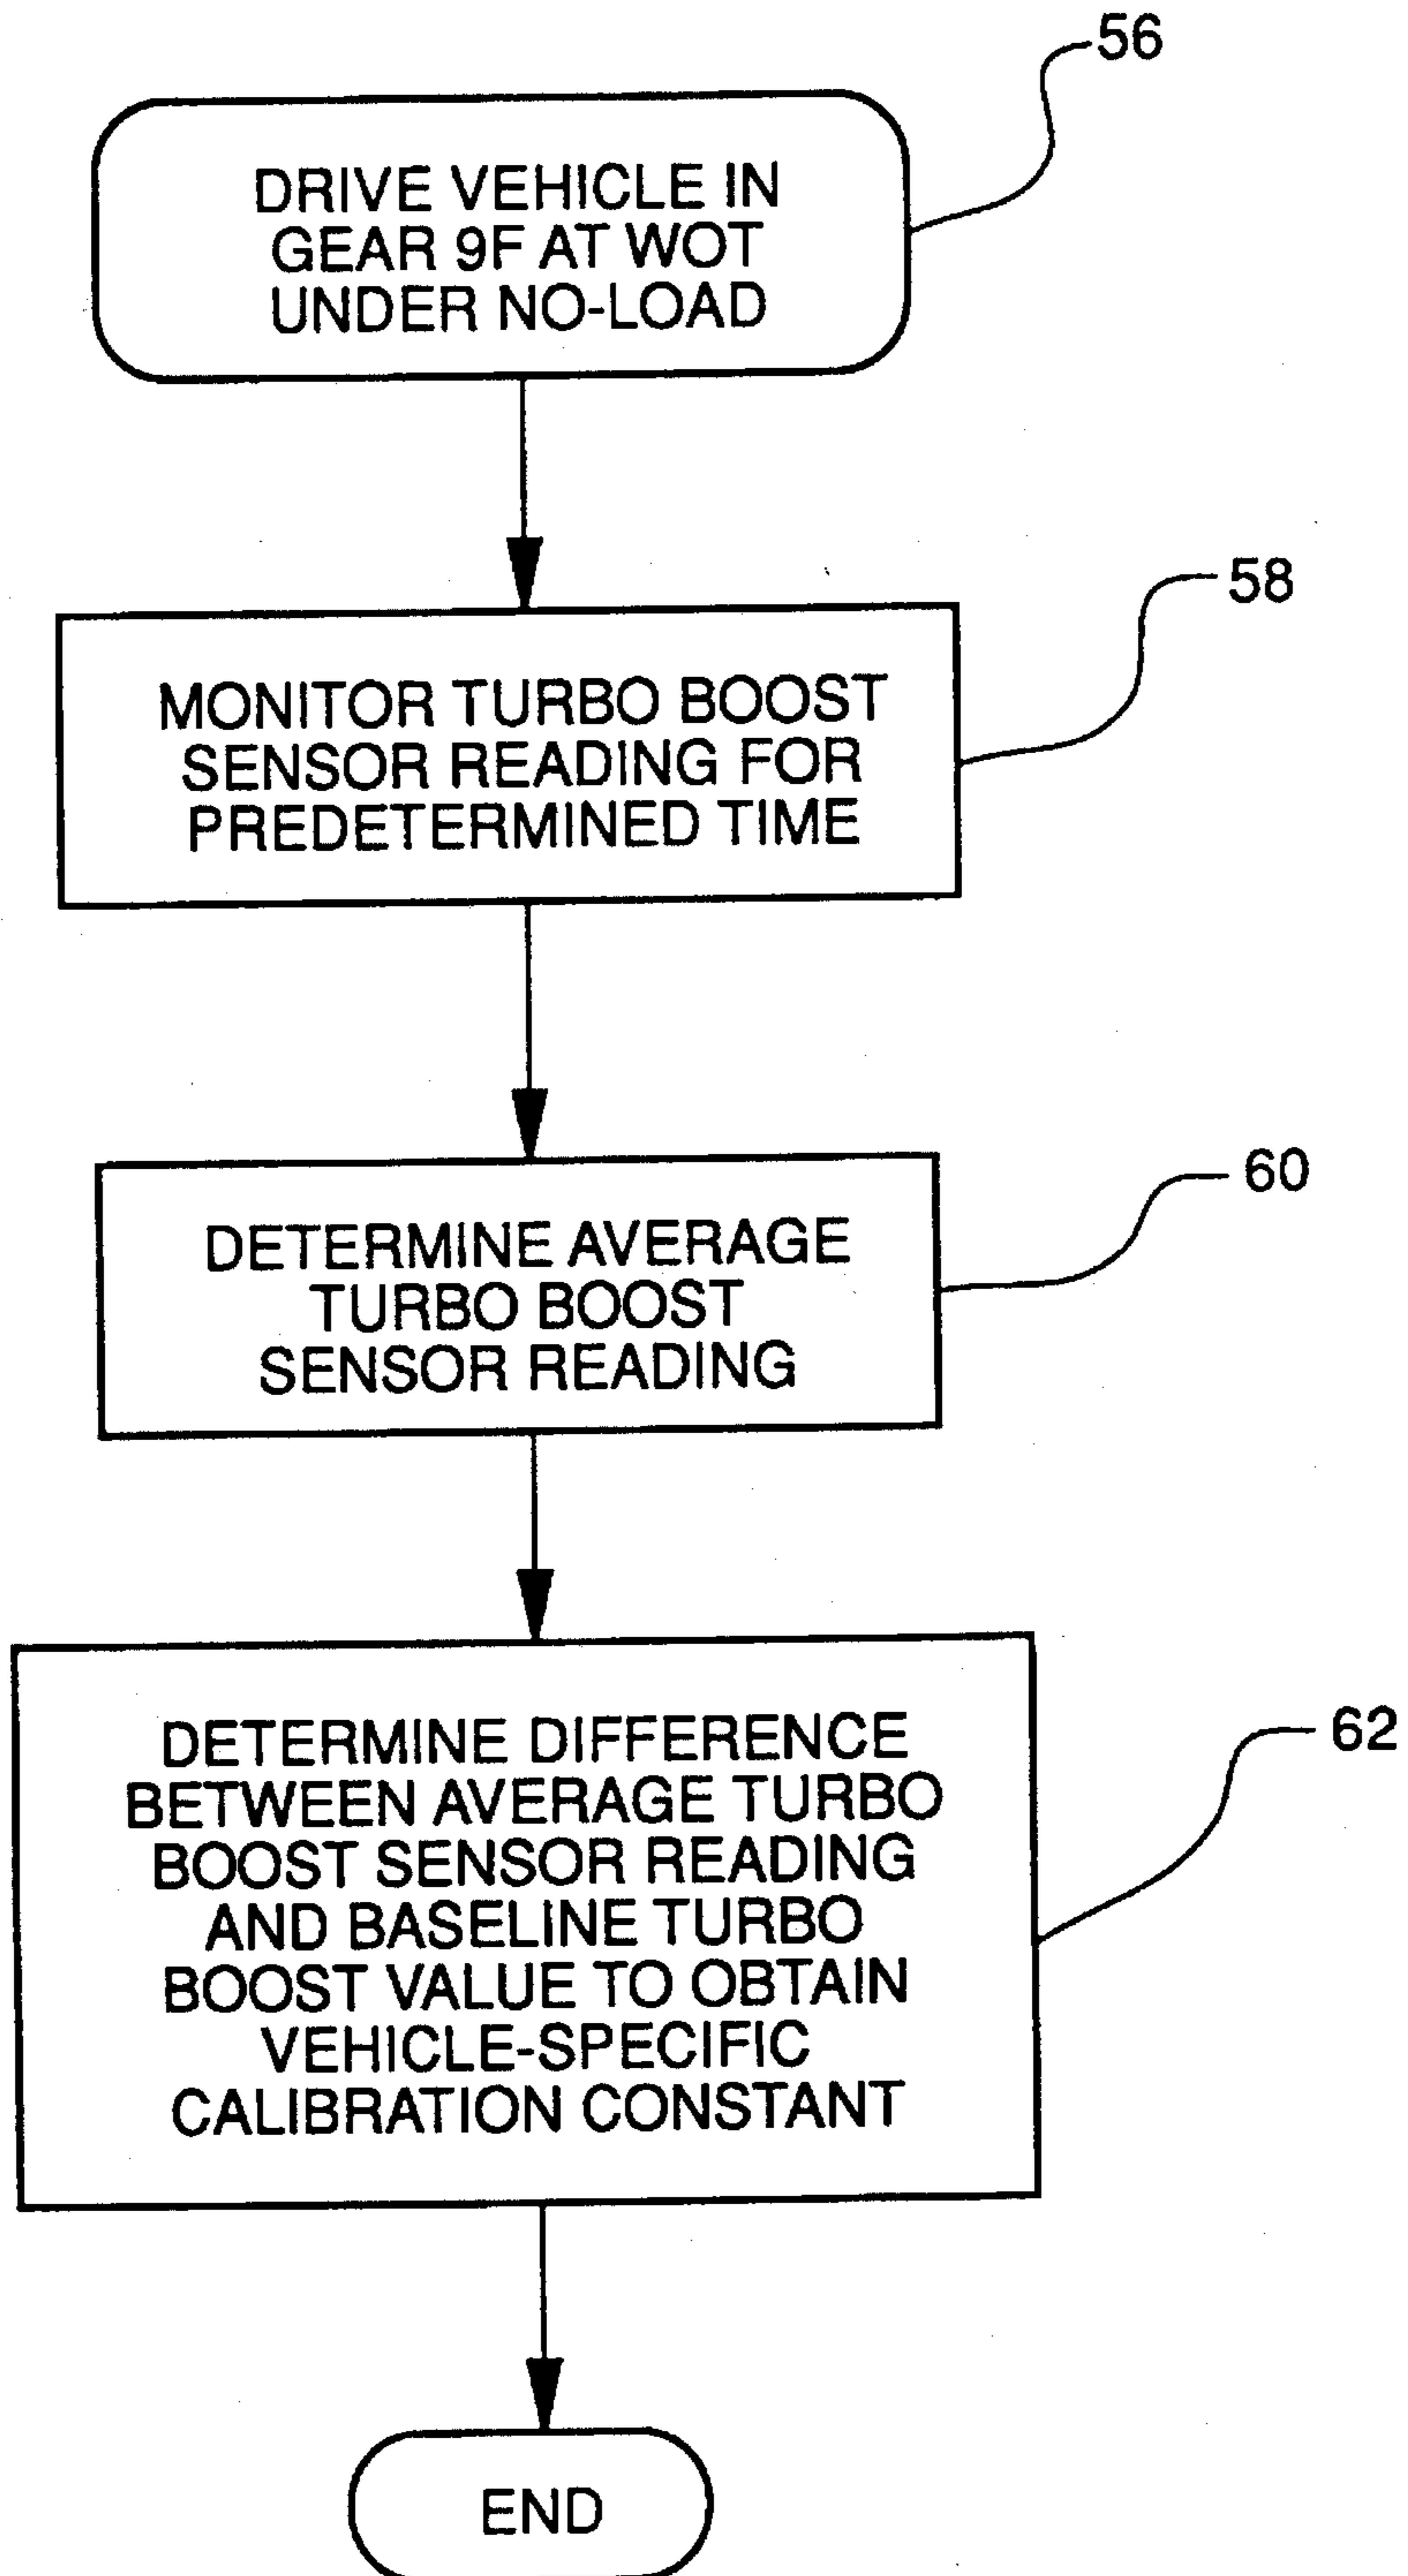 56
DRIVE VEHICLE IN
GEAR 9F AT WOT
UNDER NO-LOAD
58
MONITOR TURBO BOOST
SENSOR READING FOR
PREDETERMINED TIME
60
DETERMINE AVERAGE
TURBO BOOST
SENSOR READING
62
DETERMINE DIFFERENCE
BETWEEN AVERAGE TURBO
BOOST SENSOR READING
AND BASELINE TURBO
BOOST VALUE TO OBTAIN
VEHICLE-SPECIFIC
CALIBRATION CONSTANT
END